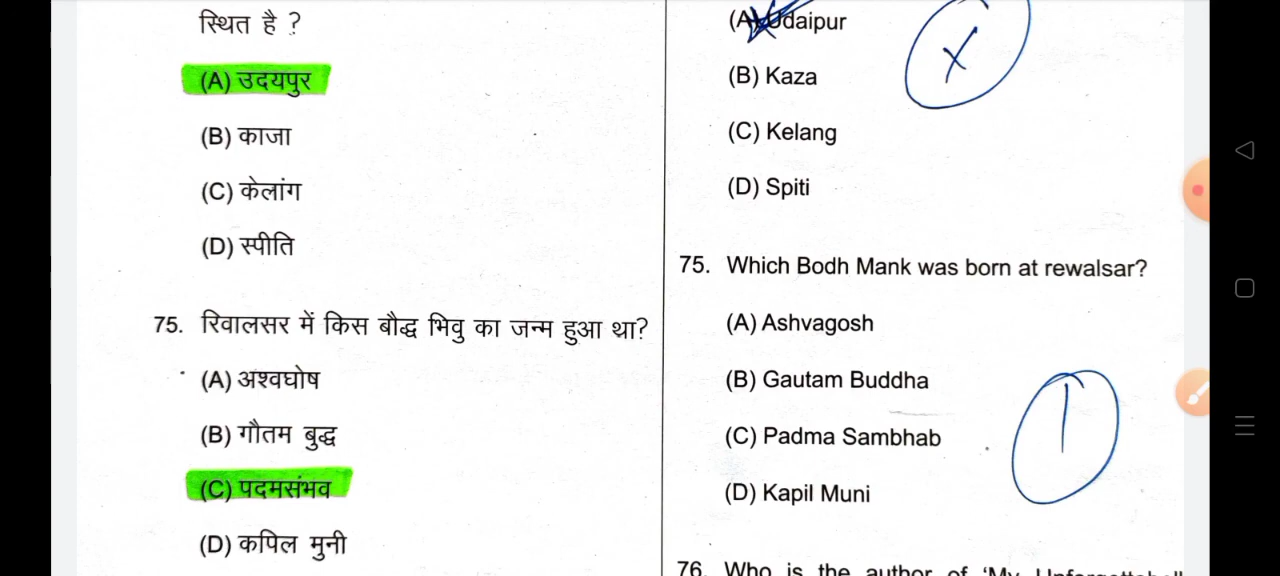 स्थित है ?
(A) उदयपुर
(B) काजा
(C) केलांग
(D) स्पीति
75. रिवालसर में किस बौद्ध भिवु का जन्म हुआ था?
(A) अश्वघोष
(B) गौतम बुद्ध
(C) पदमसंभव
(D) कपिल मुनी
(A) Udaipur
(B) Kaza
(C) Kelang
(D) Spiti
75. Which Bodh Mank was born at rewalsar?
(A) Ashvagosh
(B) Gautam Buddha
(C) Padma Sambhab
(D) Kapil Muni
76. Who is the author of 'My